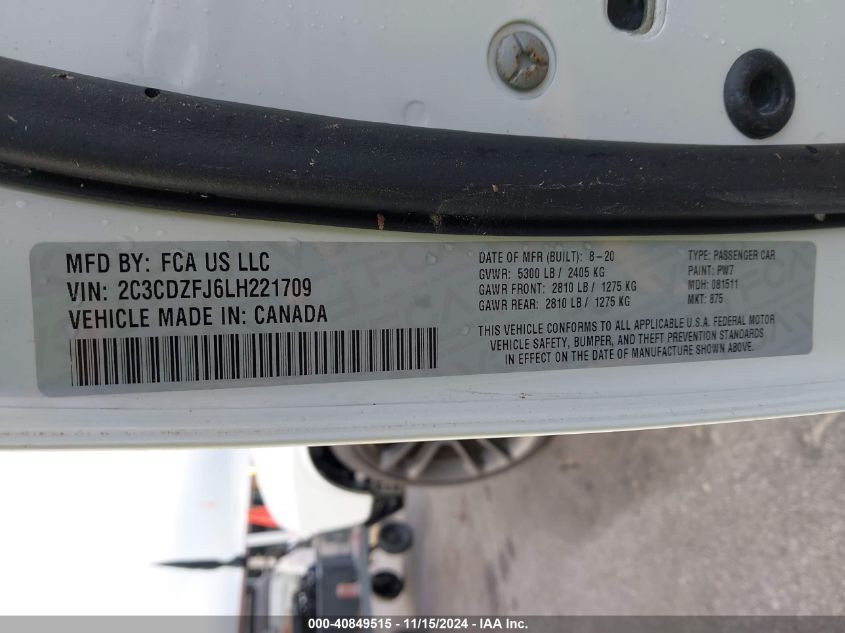 MFD BY: FCA US LLC
VIN: 2C3CDZFJ6LH221709
VEHICLE MADE IN: CANADA
DATE OF MFR (BUILT): 8-20
GVWR: 5300 LB / 2405 KG
GAWR FRONT: 2810 LB / 1275 KG
GAWR REAR: 2810 LB / 1275 KG
TYPE: PASSENGER CAR
PAINT: PW7
MDH: 081511
MKT: 875
THIS VEHICLE CONFORMS TO ALL APPLICABLE U.S.A. FEDERAL MOTOR
VEHICLE SAFETY, BUMPER, AND THEFT PREVENTION STANDARDS
IN EFFECT ON THE DATE OF MANUFACTURE SHOWN ABOVE.
000-40849515 - 11/15/2024 - IAA Inc.